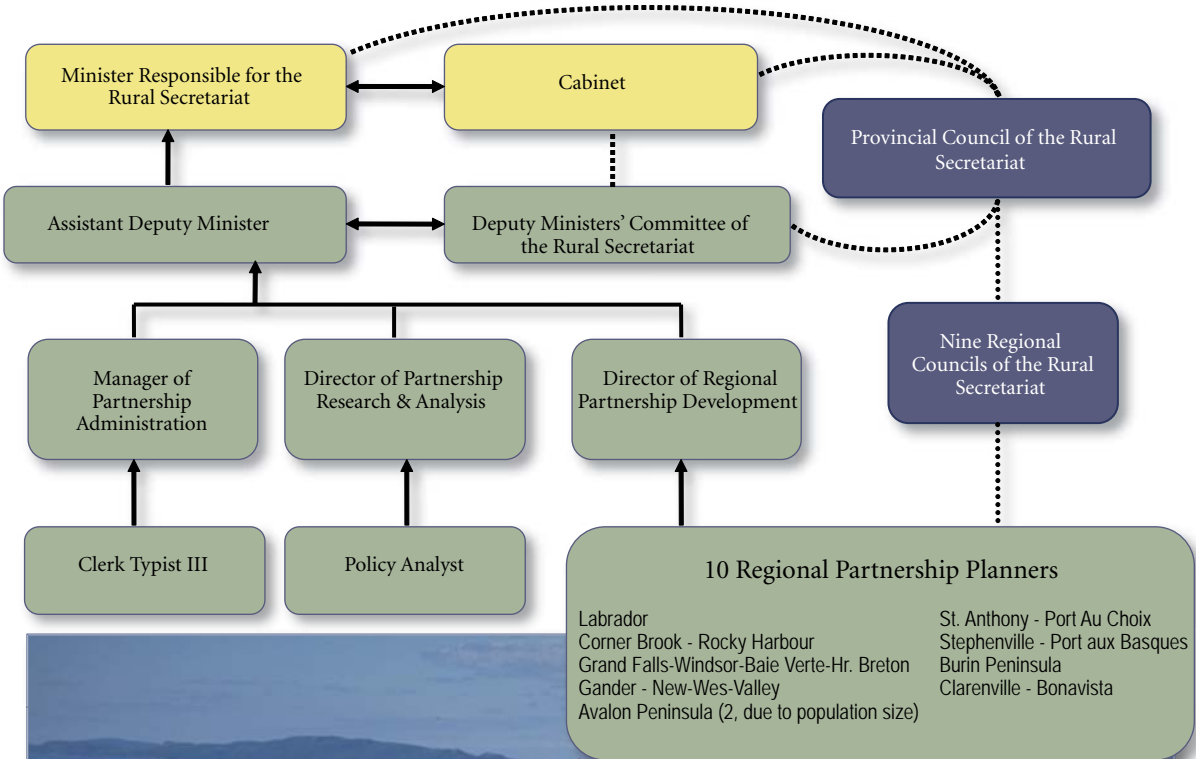 Minister Responsible for the
Rural Secretariat
Cabinet
Provincial Council of the Rural
Secretariat
Assistant Deputy Minister
Deputy Ministers' Committee of
the Rural Secretariat
Nine Regional
Councils of the Rural
Secretariat
Manager of
Partnership
Administration
Director of Partnership
Research & Analysis
Director of Regional
Partnership Development
Clerk Typist III
Policy Analyst
10 Regional Partnership Planners
Labrador
Corner Brook - Rocky Harbour
Grand Falls-Windsor-Baie Verte-Hr. Breton
Gander - New-Wes-Valley
Avalon Peninsula (2, due to population size)
St. Anthony - Port Au Choix
Stephenville - Port aux Basques
Burin Peninsula
Clarenville - Bonavista